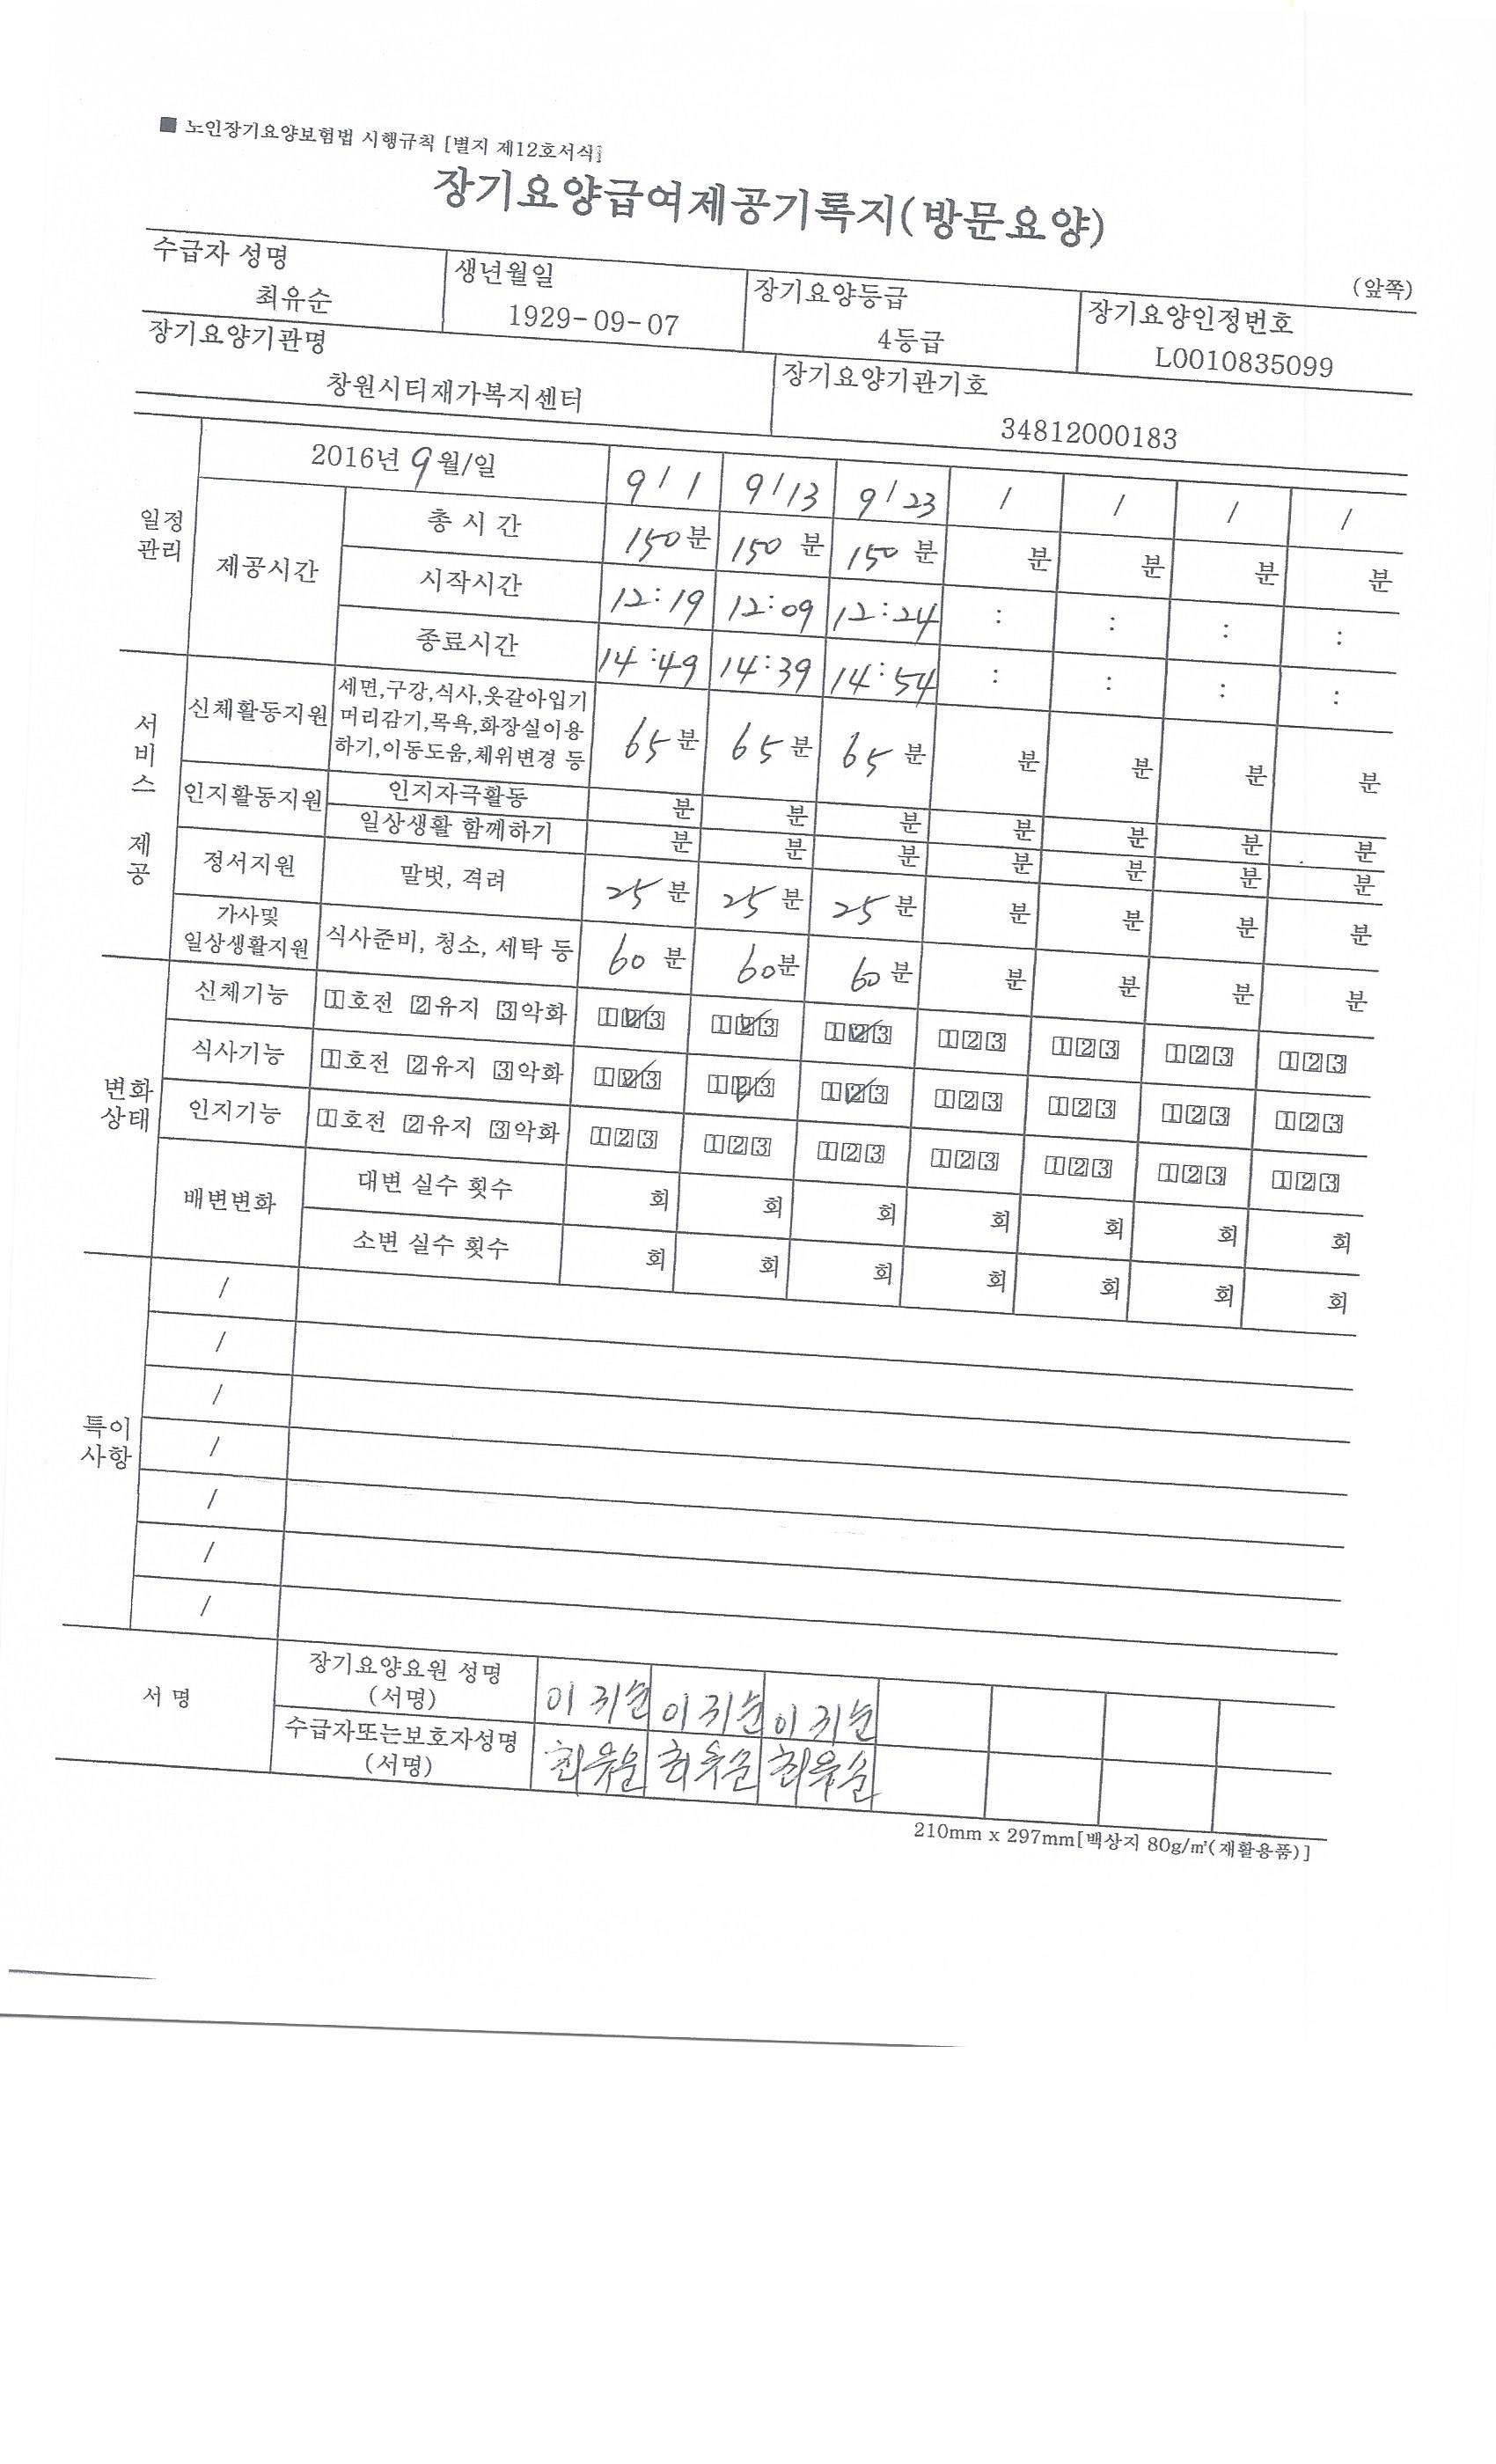 ■ 노인장기요양보험법 시행규칙 [별지 제12호서식]
장기요양급여제공기록지(방문요양)
(앞쪽)
수급자 성명 생년월일 장기요양등급 장기요양인정번호
최유순 1929-09-07 4등급 L0010835099
장기요양기관명 장기요양기관기호
창원시티재가복지센터 34812000183
일정관리 2016년 9월/일 9/1 9/13 9/23 / / / /
제공시간 총 시 간 150분 150분 150분 분 분 분 분
시작시간 12:19 12:09 12:24 : : : :
종료시간 14:49 14:39 14:54 : : : :
서비스 제공
신체활동지원 세면,구강,식사,옷갈아입기
머리감기,목욕,화장실이용
하기,이동도움,체위변경 등 65분 65분 65분 분 분 분 분
인지활동지원 인지자극활동 분 분 분 분 분 분 분
일상생활 함께하기 분 분 분 분 분 분 분
정서지원 말벗, 격려 25분 25분 25분 분 분 분 분
가사및
일상생활지원 식사준비, 청소, 세탁 등 60분 60분 60분 분 분 분 분
변화상태
신체기능 1호전 2유지 3악화 123 123 123 123 123 123 123
식사기능 1호전 2유지 3악화 123 123 123 123 123 123 123
인지기능 1호전 2유지 3악화 123 123 123 123 123 123 123
배변변화 대변 실수 횟수 회 회 회 회 회 회 회
소변 실수 횟수 회 회 회 회 회 회 회
특이사항
/
/
/
/
/
/
/
서 명
장기요양요원 성명
(서명) 이귀순 이귀순 이귀순
수급자또는보호자성명
(서명) 최유순 최유순 최유순
210mm x 297mm[백상지 80g/㎡(재활용품)]